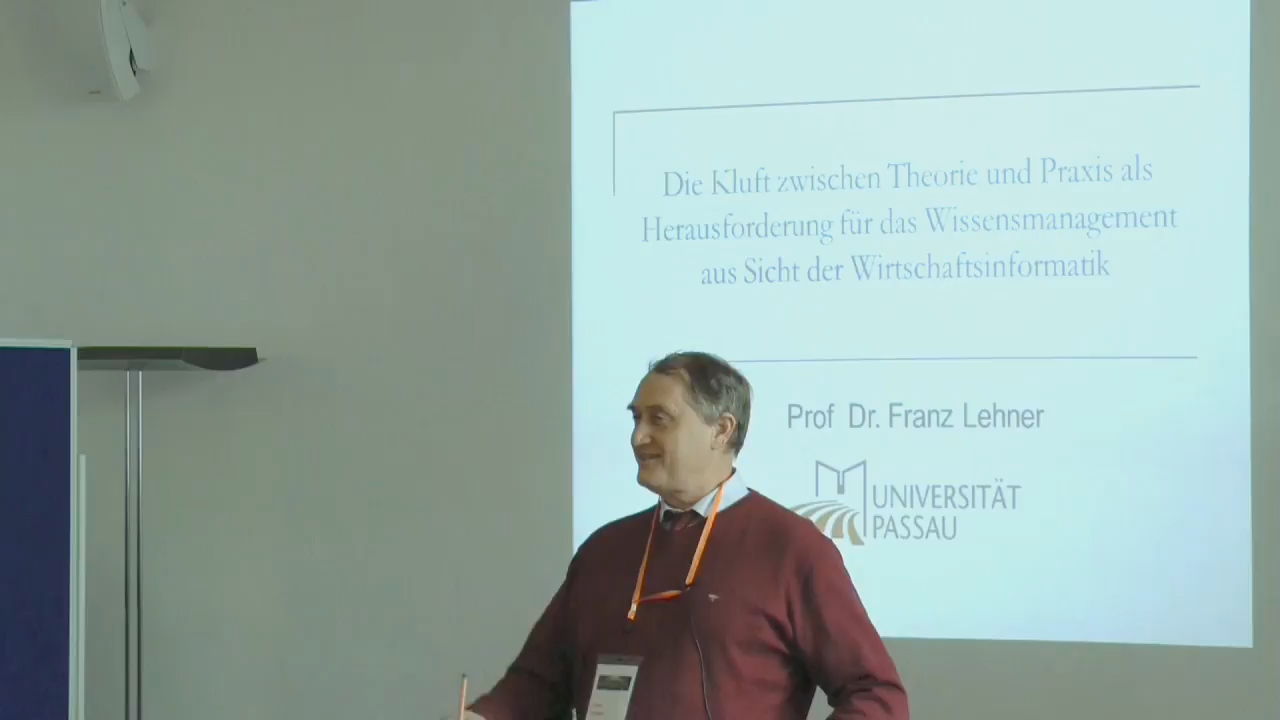 Die Kluft zwischen Theorie und Praxis als
Herausforderung für das Wissensmanagement
aus Sicht der Wirtschaftsinformatik
Prof Dr. Franz Lehner
UNIVERSITÄT
PASSAU